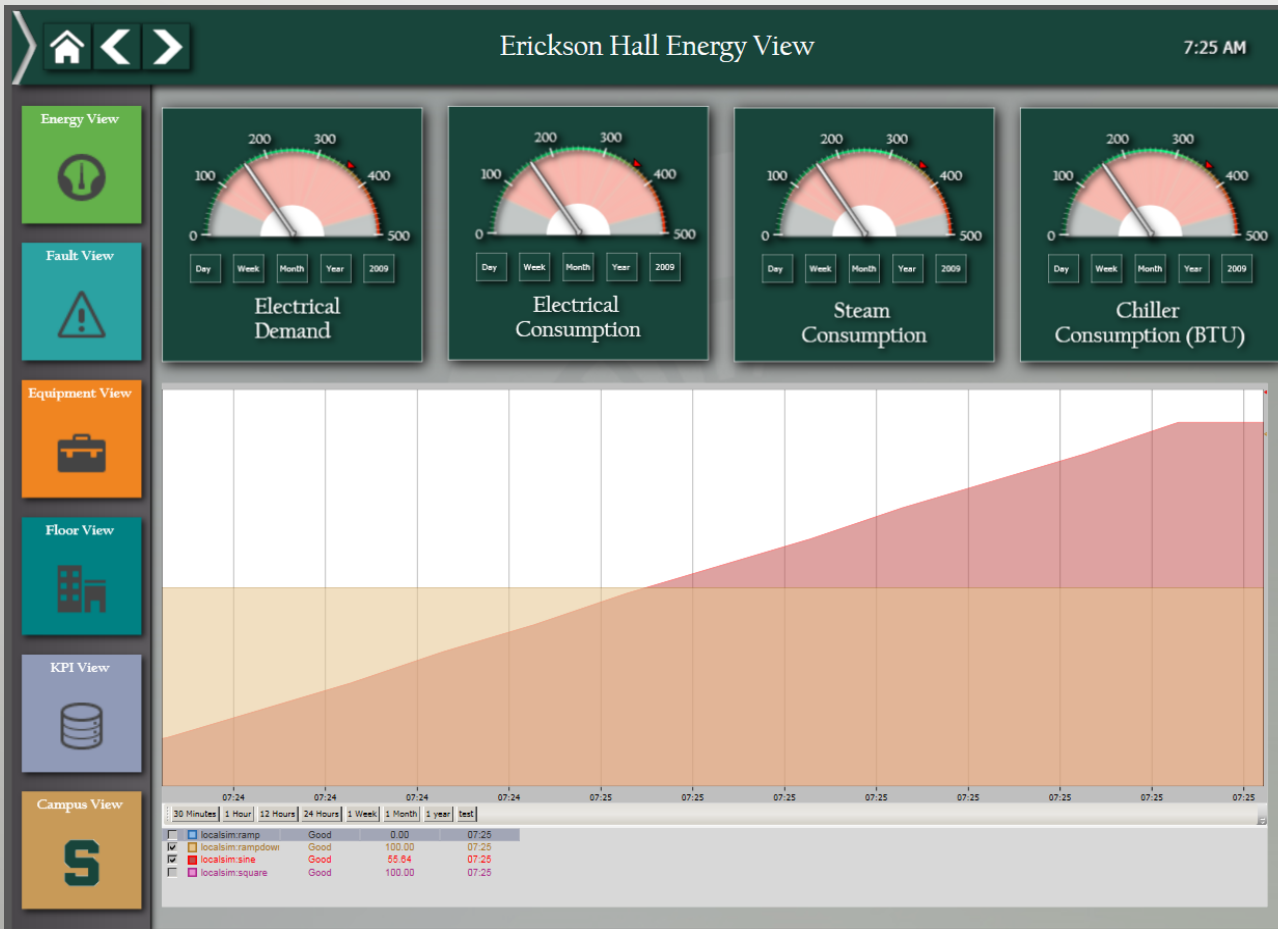 Erickson Hall Energy View
7:25 AM
Energy View
Fault View
Equipment View
Floor View
KPI View
Campus View
S
0 100 200 300 400 500
Day Week Month Year 2009
Electrical
Demand
0 100 200 300 400 500
Day Week Month Year 2009
Electrical
Consumption
0 100 200 300 400 500
Day Week Month Year 2009
Steam
Consumption
0 100 200 300 400 500
Day Week Month Year 2009
Chiller
Consumption (BTU)
07:24 07:24 07:24 07:24 07:25 07:25 07:25 07:25 07:25 07:25 07:25 07:25
30 Minutes 1 Hour 12 Hours 24 Hours 1 Week 1 Month 1 year test
localsim:ramp Good 0.00 07:25
localsim:rampdow Good 100.00 07:25
localsim:sine Good 55.64 07:25
localsim:square Good 100.00 07:25